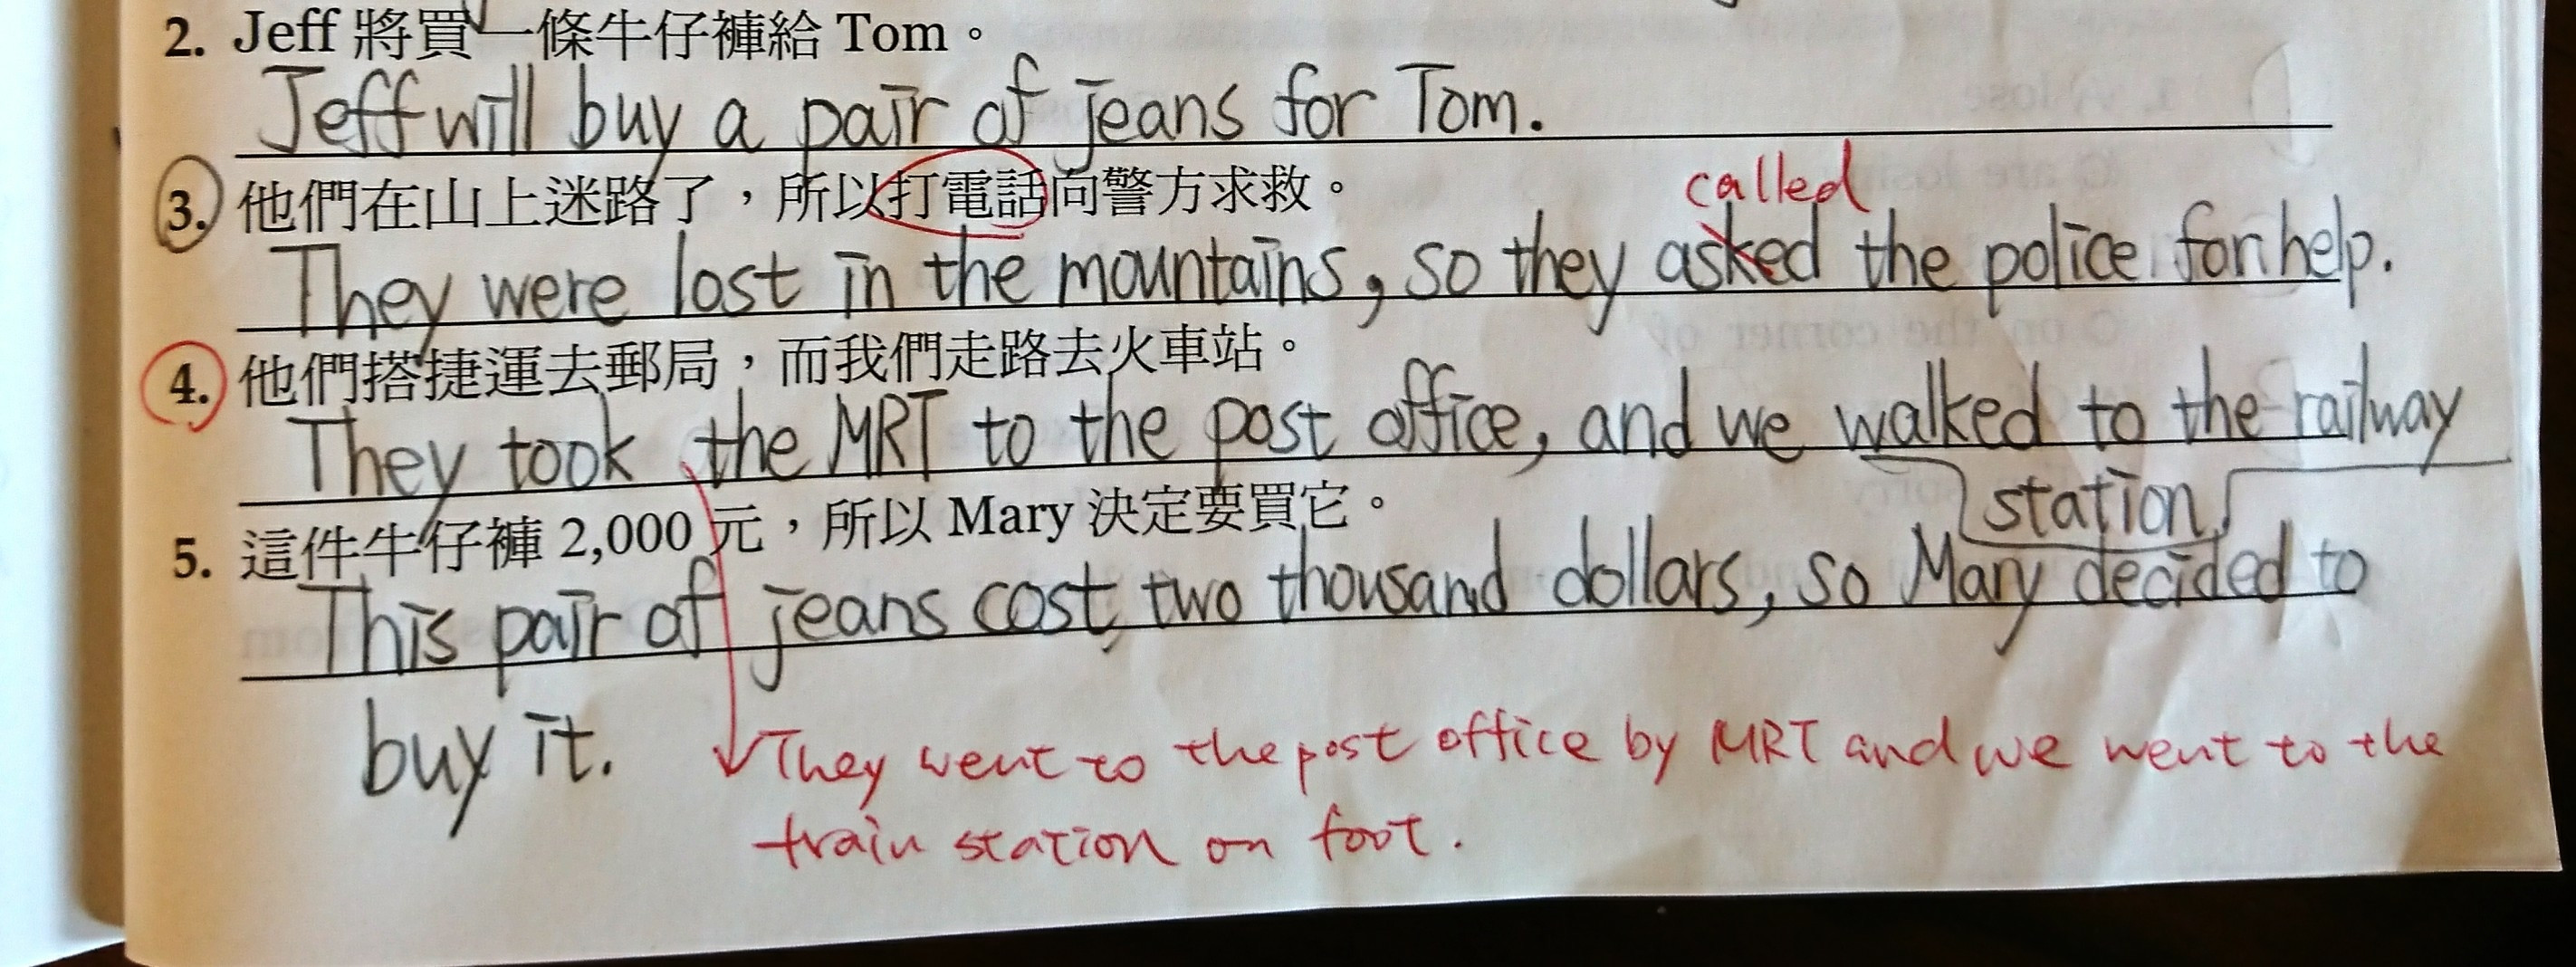 2. Jeff 將買一條牛仔褲給 Tom。
Jeff will buy a pair of jeans for Tom.
3. 他們在山上迷路了，所以打電話向警方求救。
called
They were lost in the mountains, so they asked the police for help.
4. 他們搭捷運去郵局，而我們走路去火車站。
They took the MRT to the post office, and we walked to the railway
station
5. 這件牛仔褲 2,000 元，所以 Mary 決定要買它。
This pair of jeans cost two thousand dollars, so Mary decided to
buy it.
They went to the post office by MRT and we went to the
train station on foot.